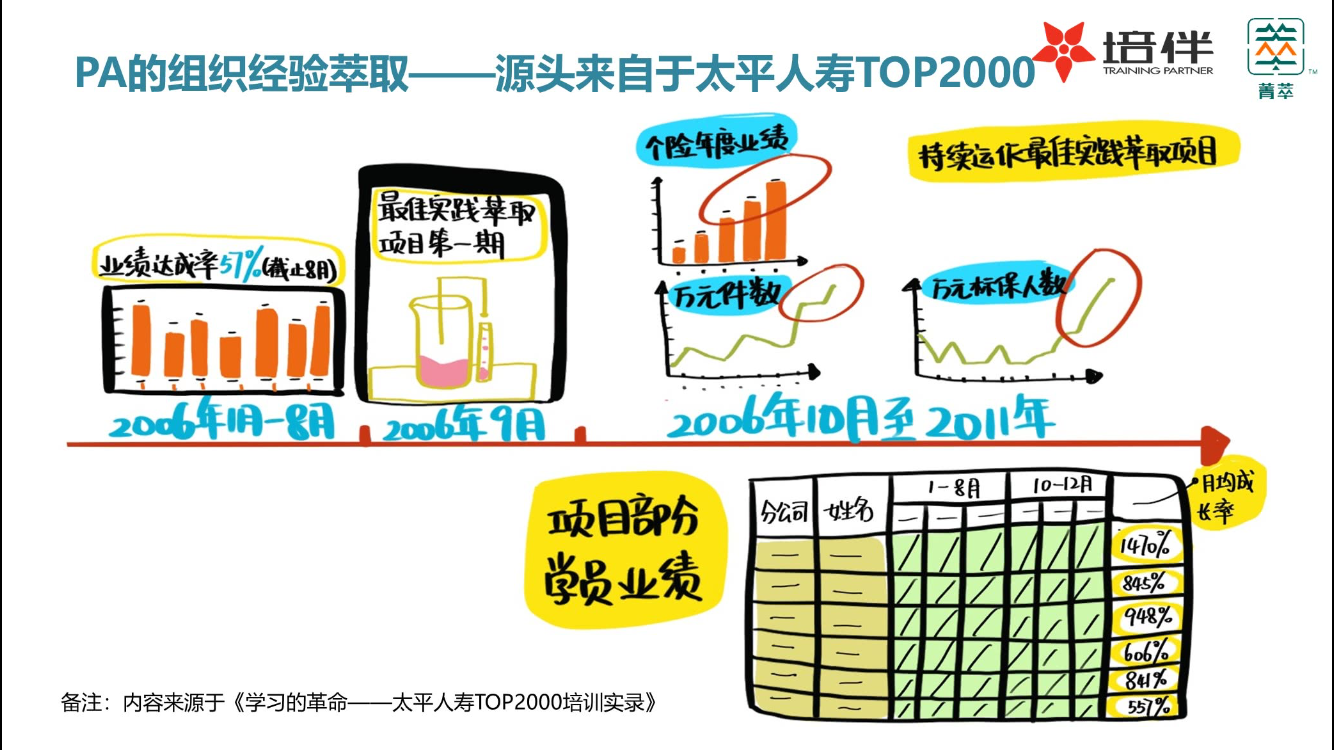 PA的组织经验萃取——源头来自于太平人寿TOP2000
培伴
TRAINING PARTNER
菁萃
TM
业绩达成率57%(截止8月)
最佳实践萃取
项目第一期
个险年度业绩
万元件数
持续运作最佳实践萃取项目
万元标保人数
2006年1月-8月
2006年9月
2006年10月至2011年
项目部分
学员业绩
分公司 姓名 1-8月 10-12月
月均成
长率
1470%
845%
948%
606%
841%
557%
备注：内容来源于《学习的革命——太平人寿TOP2000培训实录》